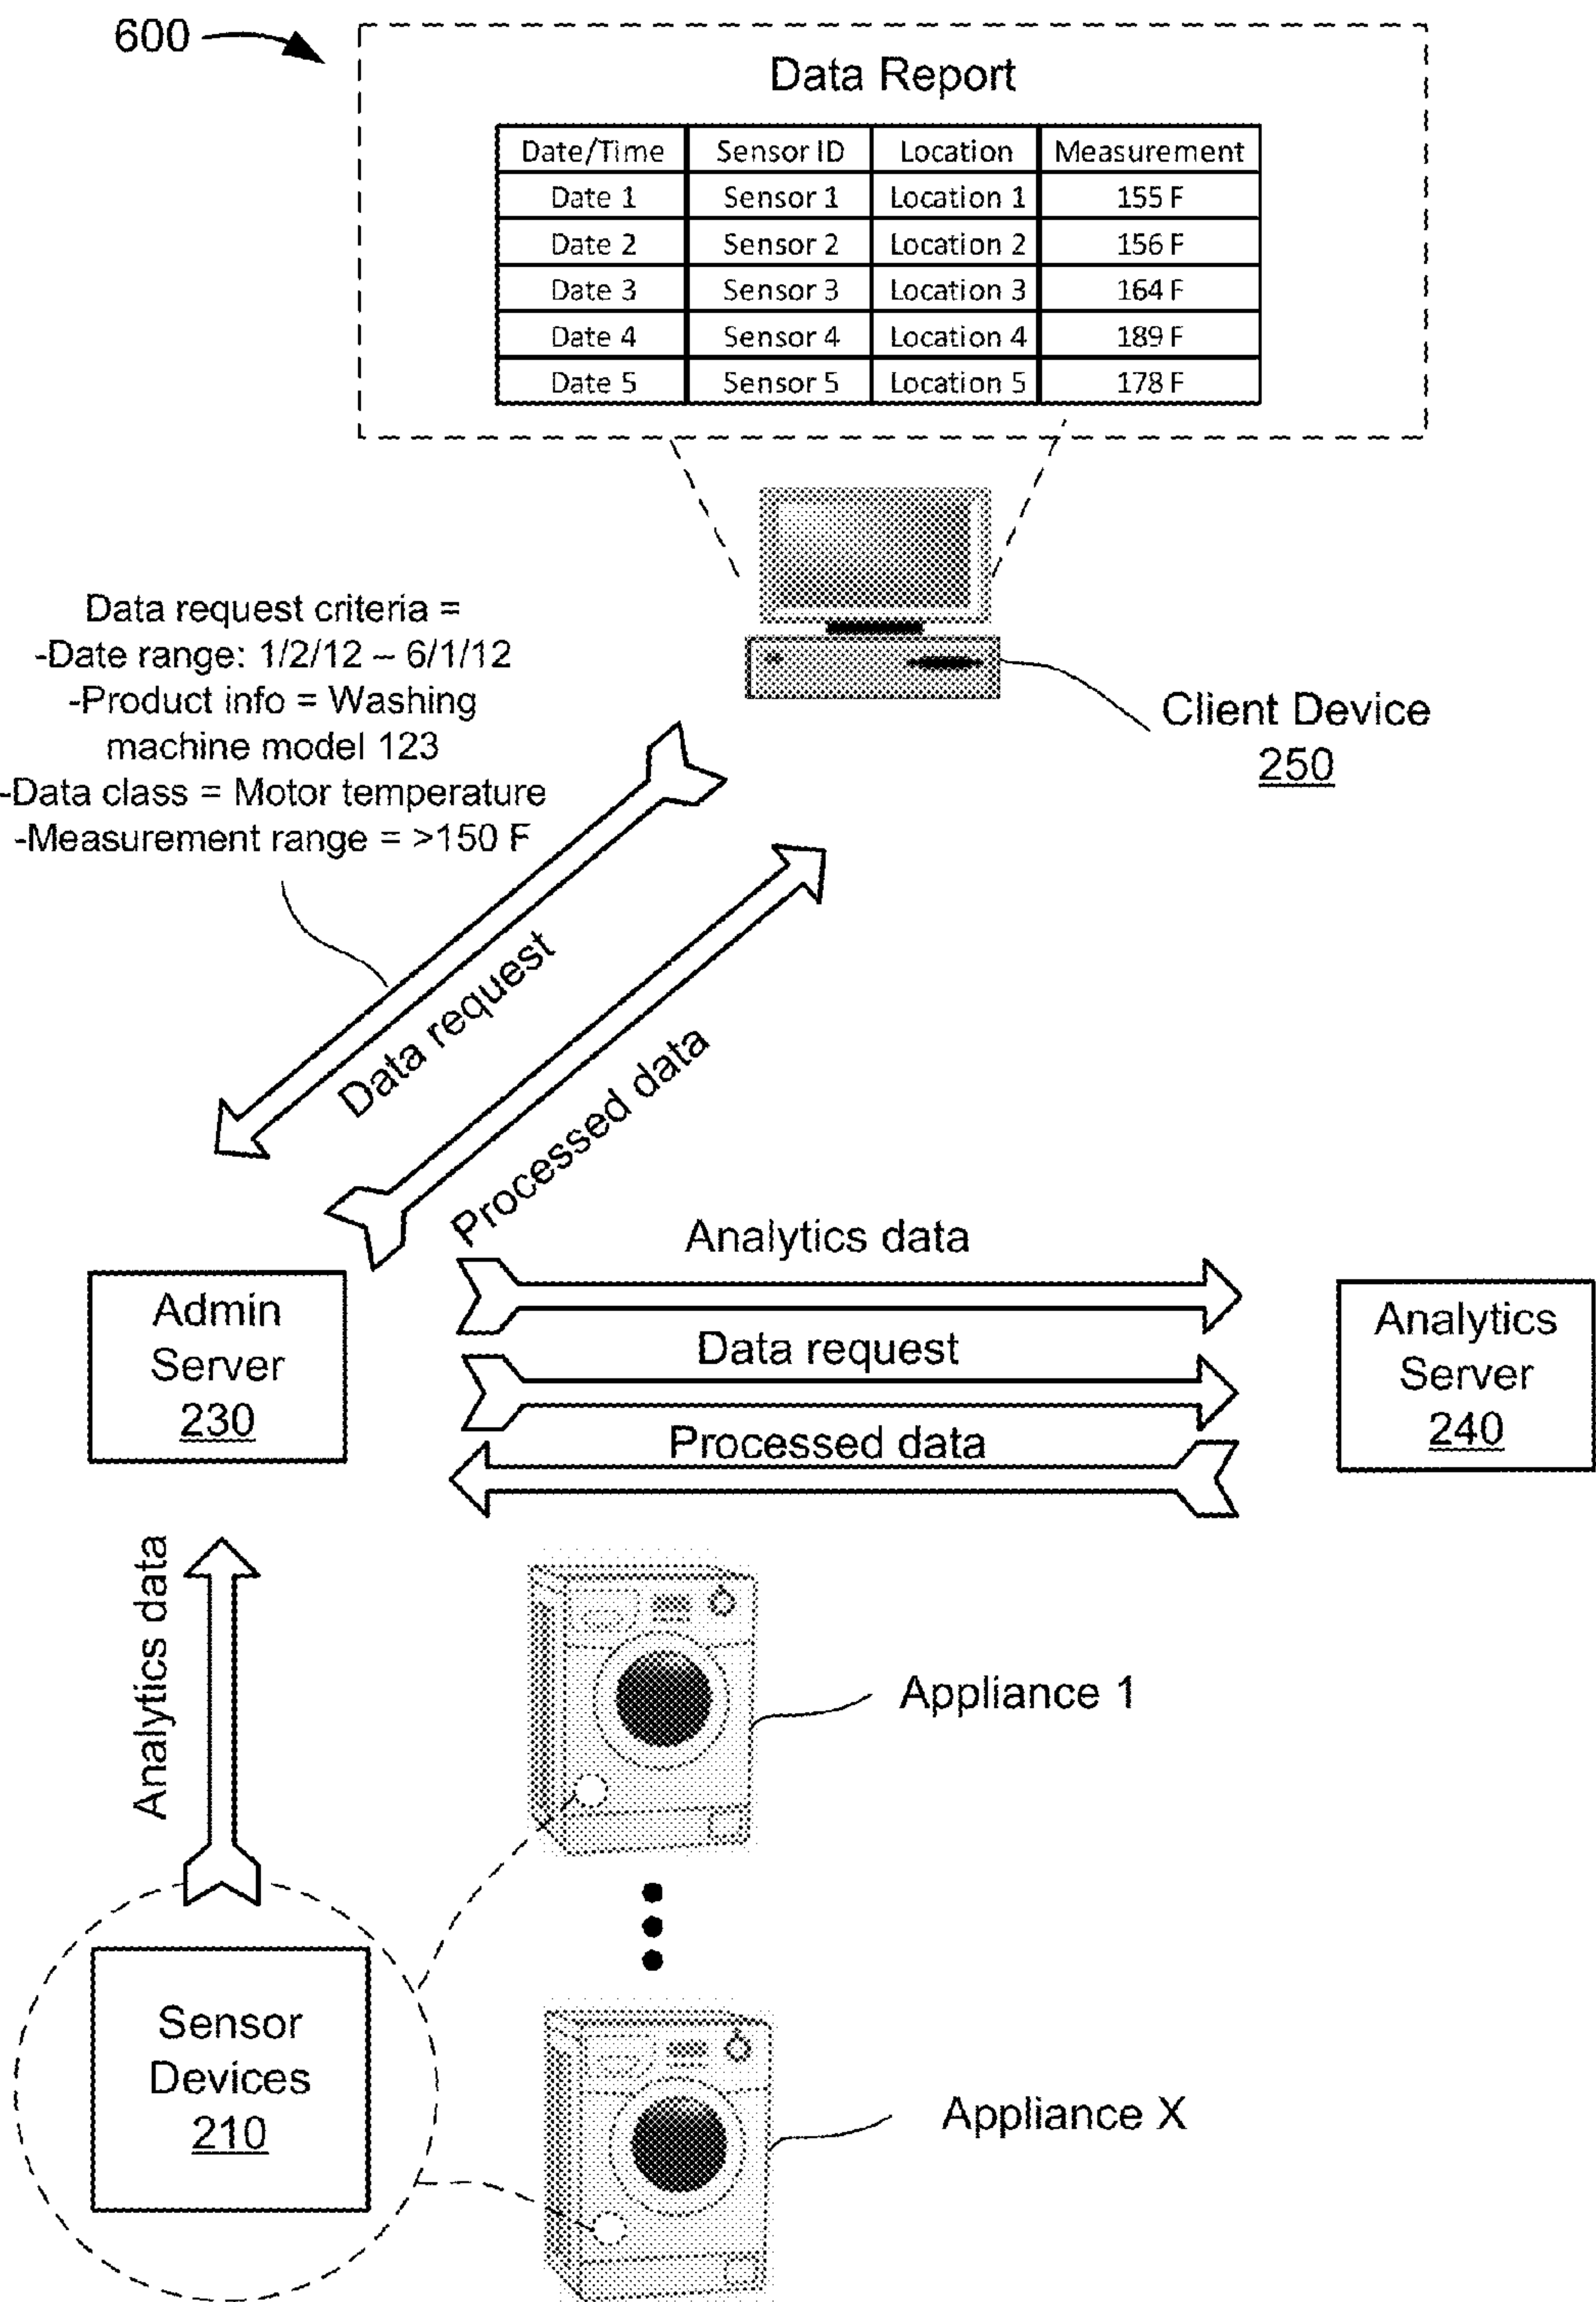 600
Data Report
Date/Time Sensor ID Location Measurement
Date 1 Sensor 1 Location 1 155 F
Date 2 Sensor 2 Location 2 156 F
Date 3 Sensor 3 Location 3 164 F
Date 4 Sensor 4 Location 4 189 F
Date 5 Sensor 5 Location 5 178 F
Data request criteria =
-Date range: 1/2/12 – 6/1/12
-Product info = Washing
machine model 123
-Data class = Motor temperature
-Measurement range = >150 F
Client Device
250
Data request
Processed data
Analytics data
Data request
Processed data
Admin
Server
230
Analytics
Server
240
Analytics data
Appliance 1
Sensor
Devices
210
Appliance X